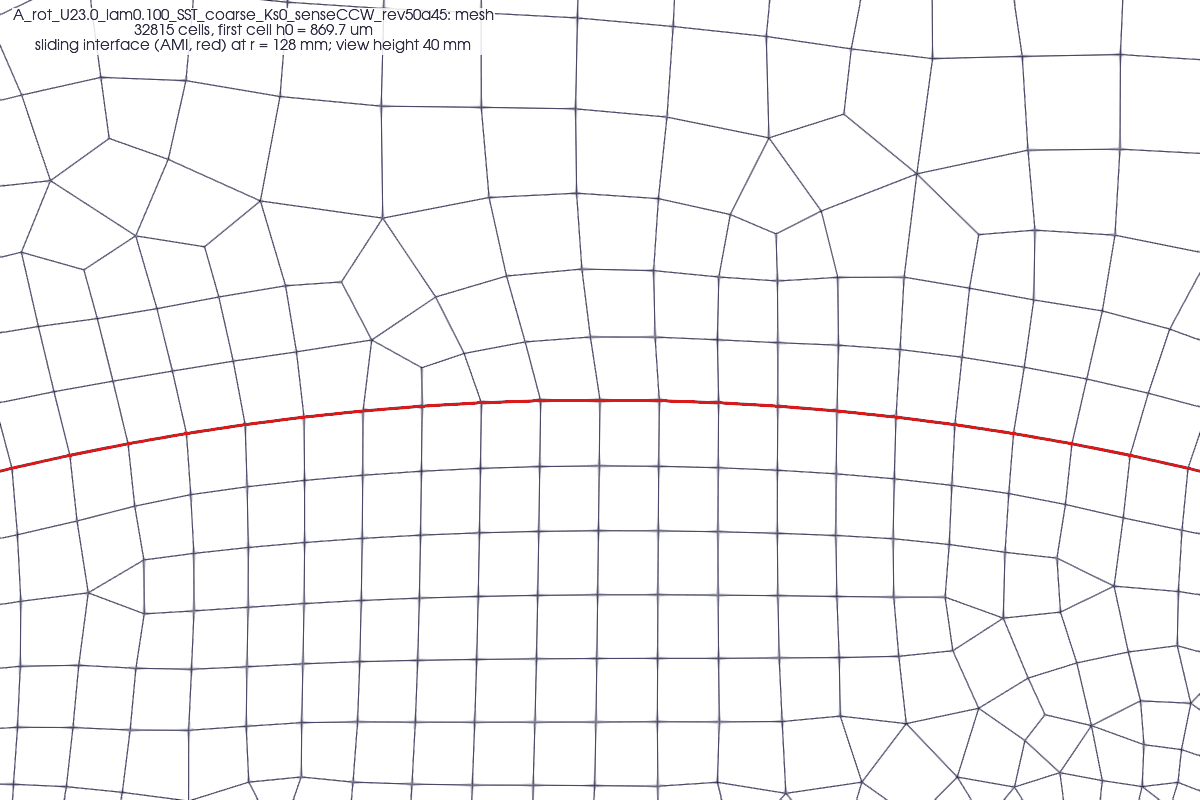 A_rot_U23.0_lam0.100_SST_coarse_Ks0_senseCCW_rev50a45: mesh
32815 cells, first cell h0 = 869.7 um
sliding interface (AMI, red) at r = 128 mm; view height 40 mm